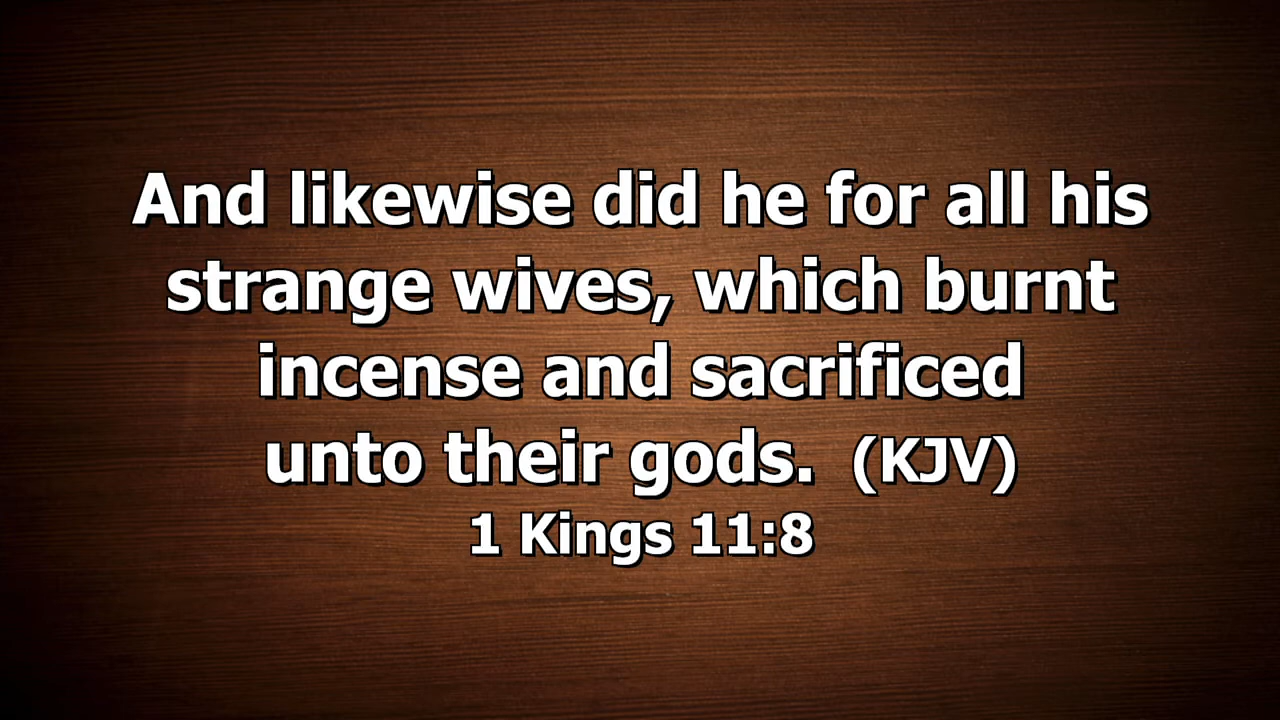 And likewise did he for all his
strange wives, which burnt
incense and sacrificed
unto their gods. (KJV)
1 Kings 11:8